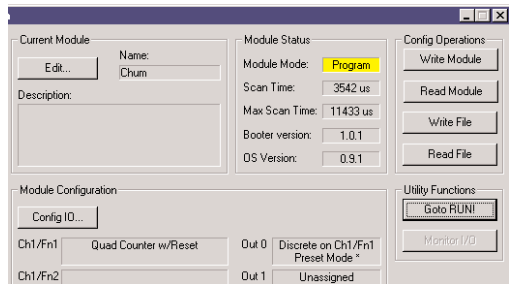 Current Module
Edit...
Name:
Chum
Description:
Module Status
Module Mode: Program
Scan Time: 3542 us
Max Scan Time: 11433 us
Booter version: 1.0.1
OS Version: 0.9.1
Config Operations
Write Module
Read Module
Write File
Read File
Module Configuration
Config IO...
Ch1/Fn1 Quad Counter w/Reset
Out 0 Discrete on Ch1/Fn1
Preset Mode *
Ch1/Fn2
Out 1 Unassigned
Utility Functions
Goto RUN!
Monitor I/O